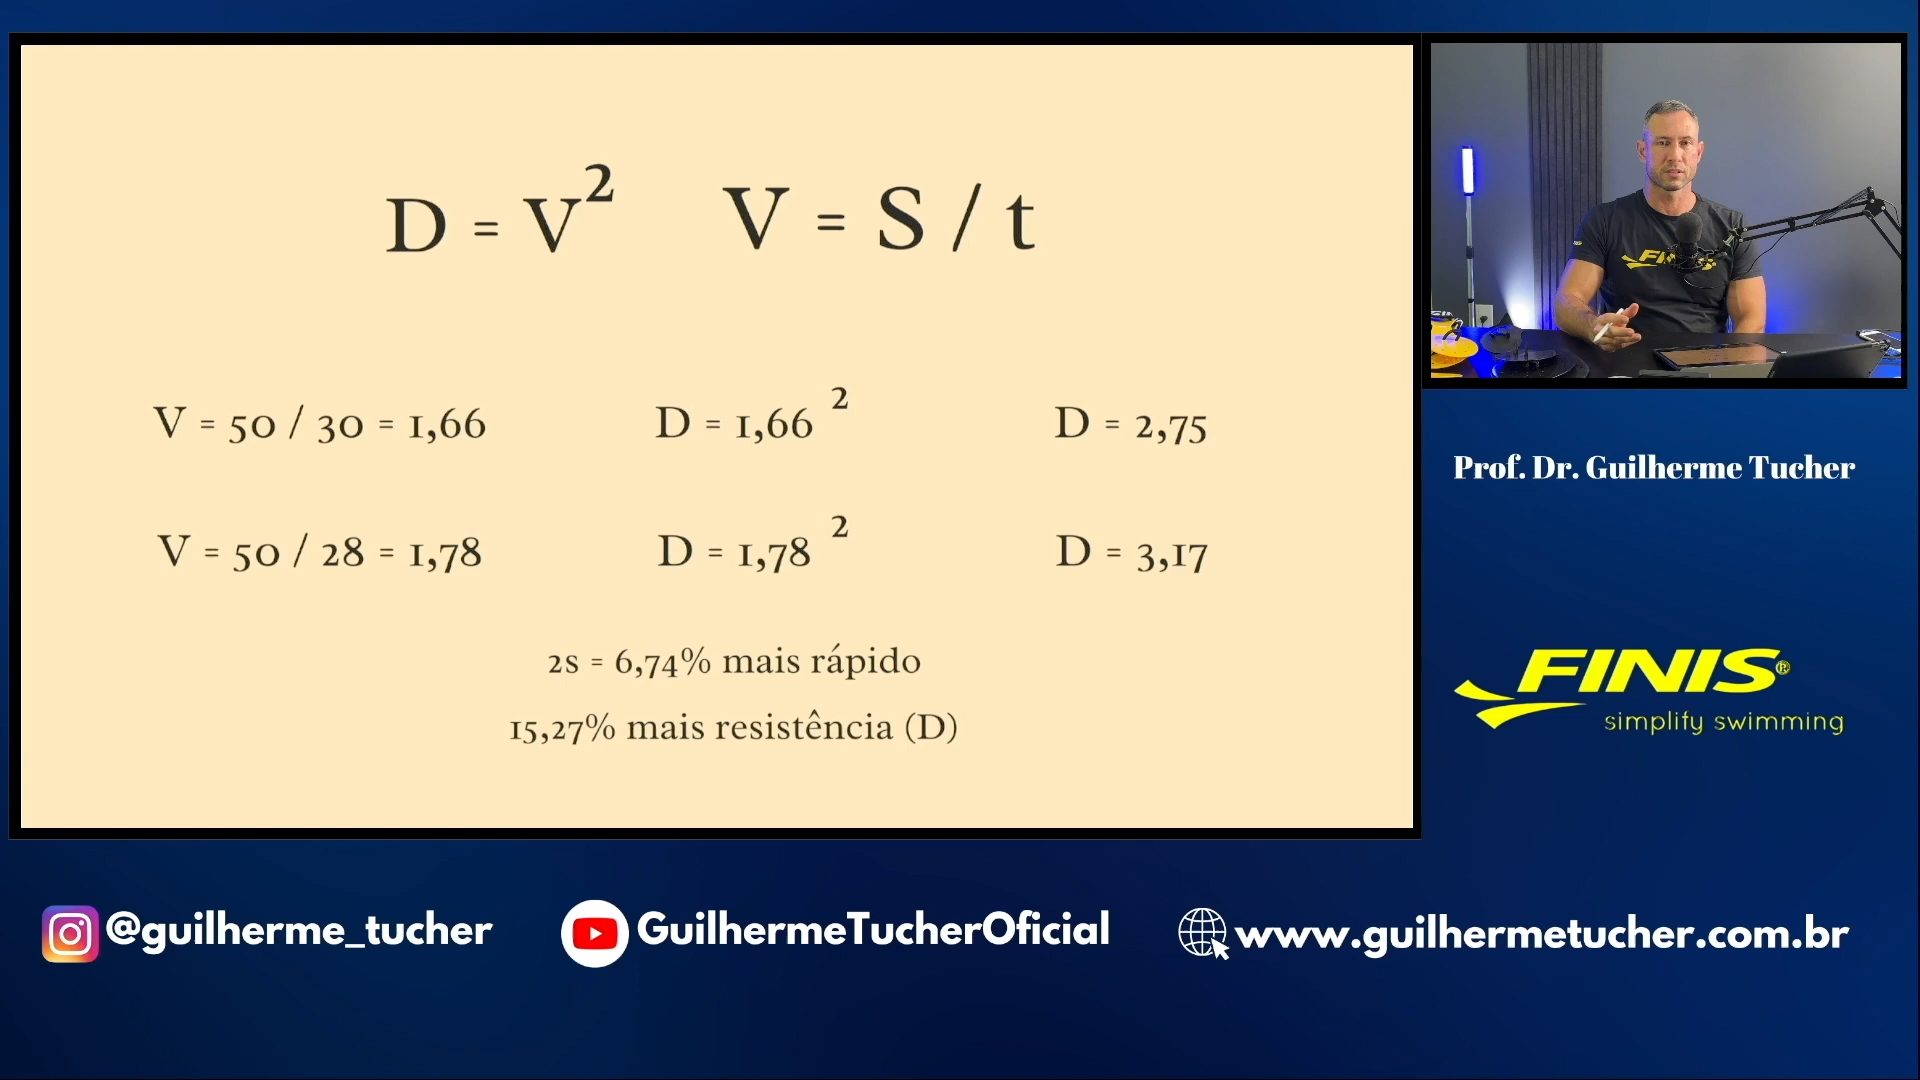 D = V²
V = S / t
V = 50 / 30 = 1,66
D = 1,66 ²
D = 2,75
V = 50 / 28 = 1,78
D = 1,78 ²
D = 3,17
2s = 6,74% mais rápido
15,27% mais resistência (D)
FINIS
Prof. Dr. Guilherme Tucher
FINIS®
simplify swimming
@guilherme_tucher
GuilhermeTucherOficial
www.guilhermetucher.com.br